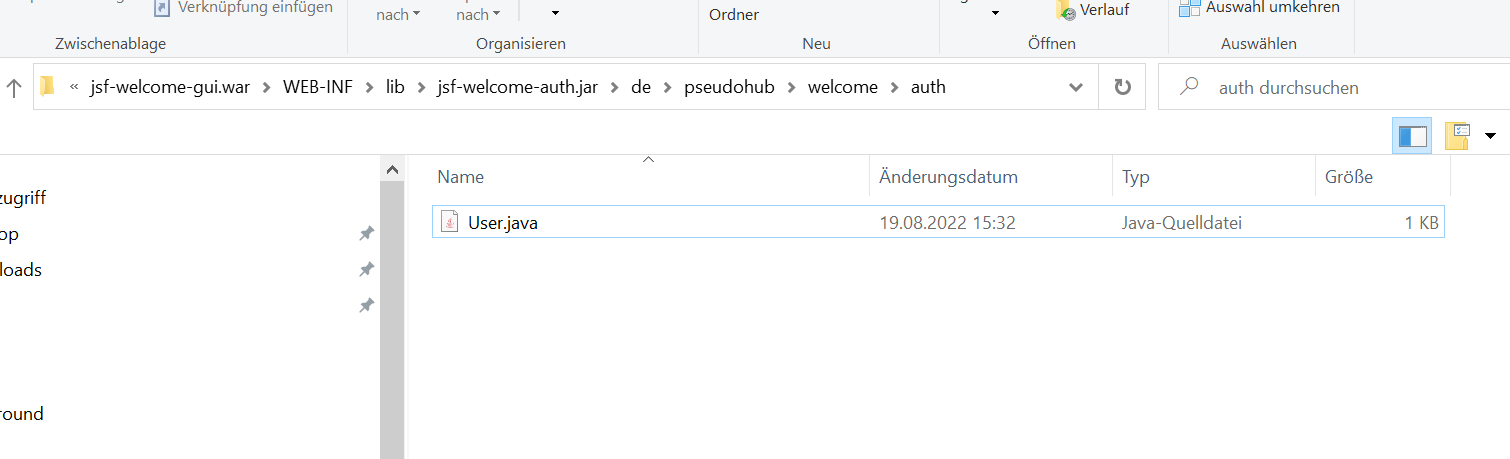 Verknüpfung einfügen
nach
nach
Ordner
Verlauf
Auswahl umkehren
Zwischenablage
Organisieren
Neu
Öffnen
Auswählen
« jsf-welcome-gui.war > WEB-INF > lib > jsf-welcome-auth.jar > de > pseudohub > welcome > auth
auth durchsuchen
Name
Änderungsdatum
Typ
Größe
User.java
19.08.2022 15:32
Java-Quelldatei
1 KB
zugriff
op
loads
round